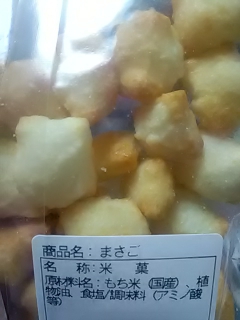 商品名：まさご
名　称：米　菓
原材料名：もち米（国産）、植
物油、食塩/調味料（アミノ酸
等）